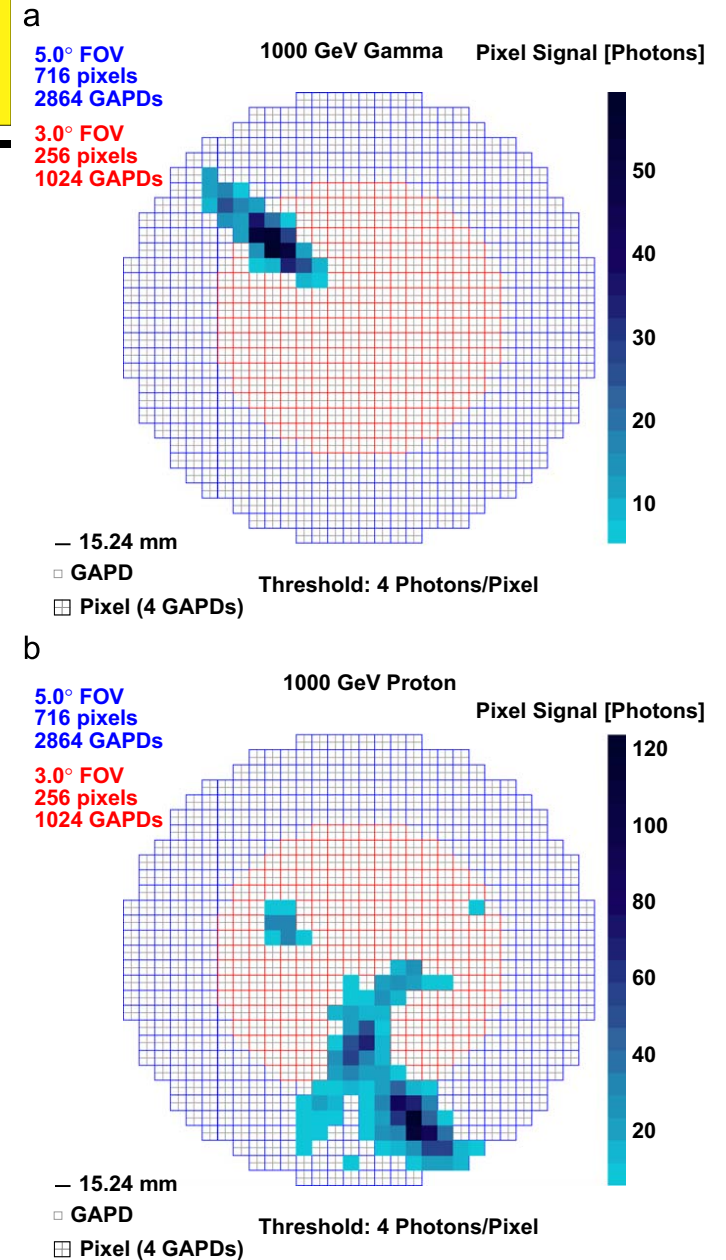 a
1000 GeV Gamma
Pixel Signal [Photons]
5.0° FOV
716 pixels
2864 GAPDs
3.0° FOV
256 pixels
1024 GAPDs
50
40
30
20
10
15.24 mm
GAPD
Pixel (4 GAPDs)
Threshold: 4 Photons/Pixel
b
1000 GeV Proton
Pixel Signal [Photons]
5.0° FOV
716 pixels
2864 GAPDs
3.0° FOV
256 pixels
1024 GAPDs
120
100
80
60
40
20
15.24 mm
GAPD
Pixel (4 GAPDs)
Threshold: 4 Photons/Pixel